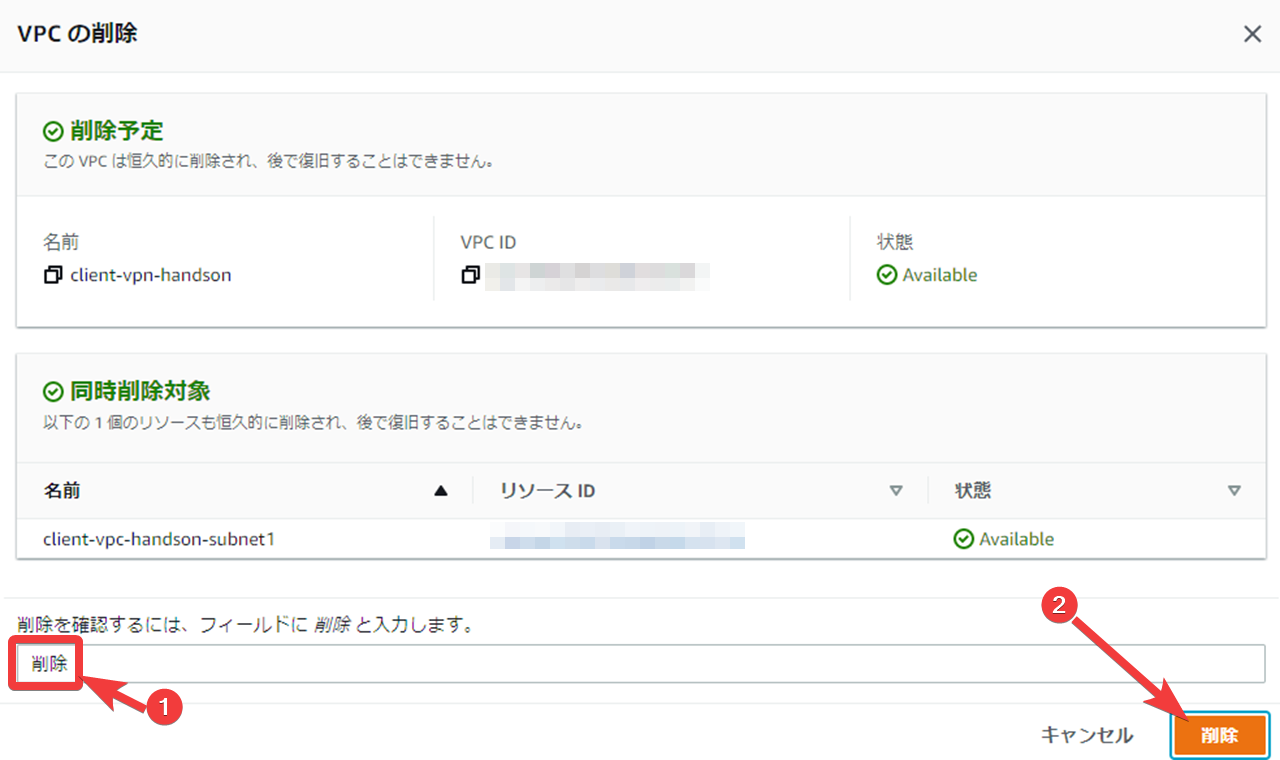 VPC の削除
削除予定
この VPC は恒久的に削除され、後で復旧することはできません。
名前
VPC ID
状態
client-vpn-handson
Available
同時削除対象
以下の 1 個のリソースも恒久的に削除され、後で復旧することはできません。
名前
リソース ID
状態
client-vpc-handson-subnet1
Available
削除を確認するには、フィールドに 削除 と入力します。
削除
1
2
キャンセル
削除